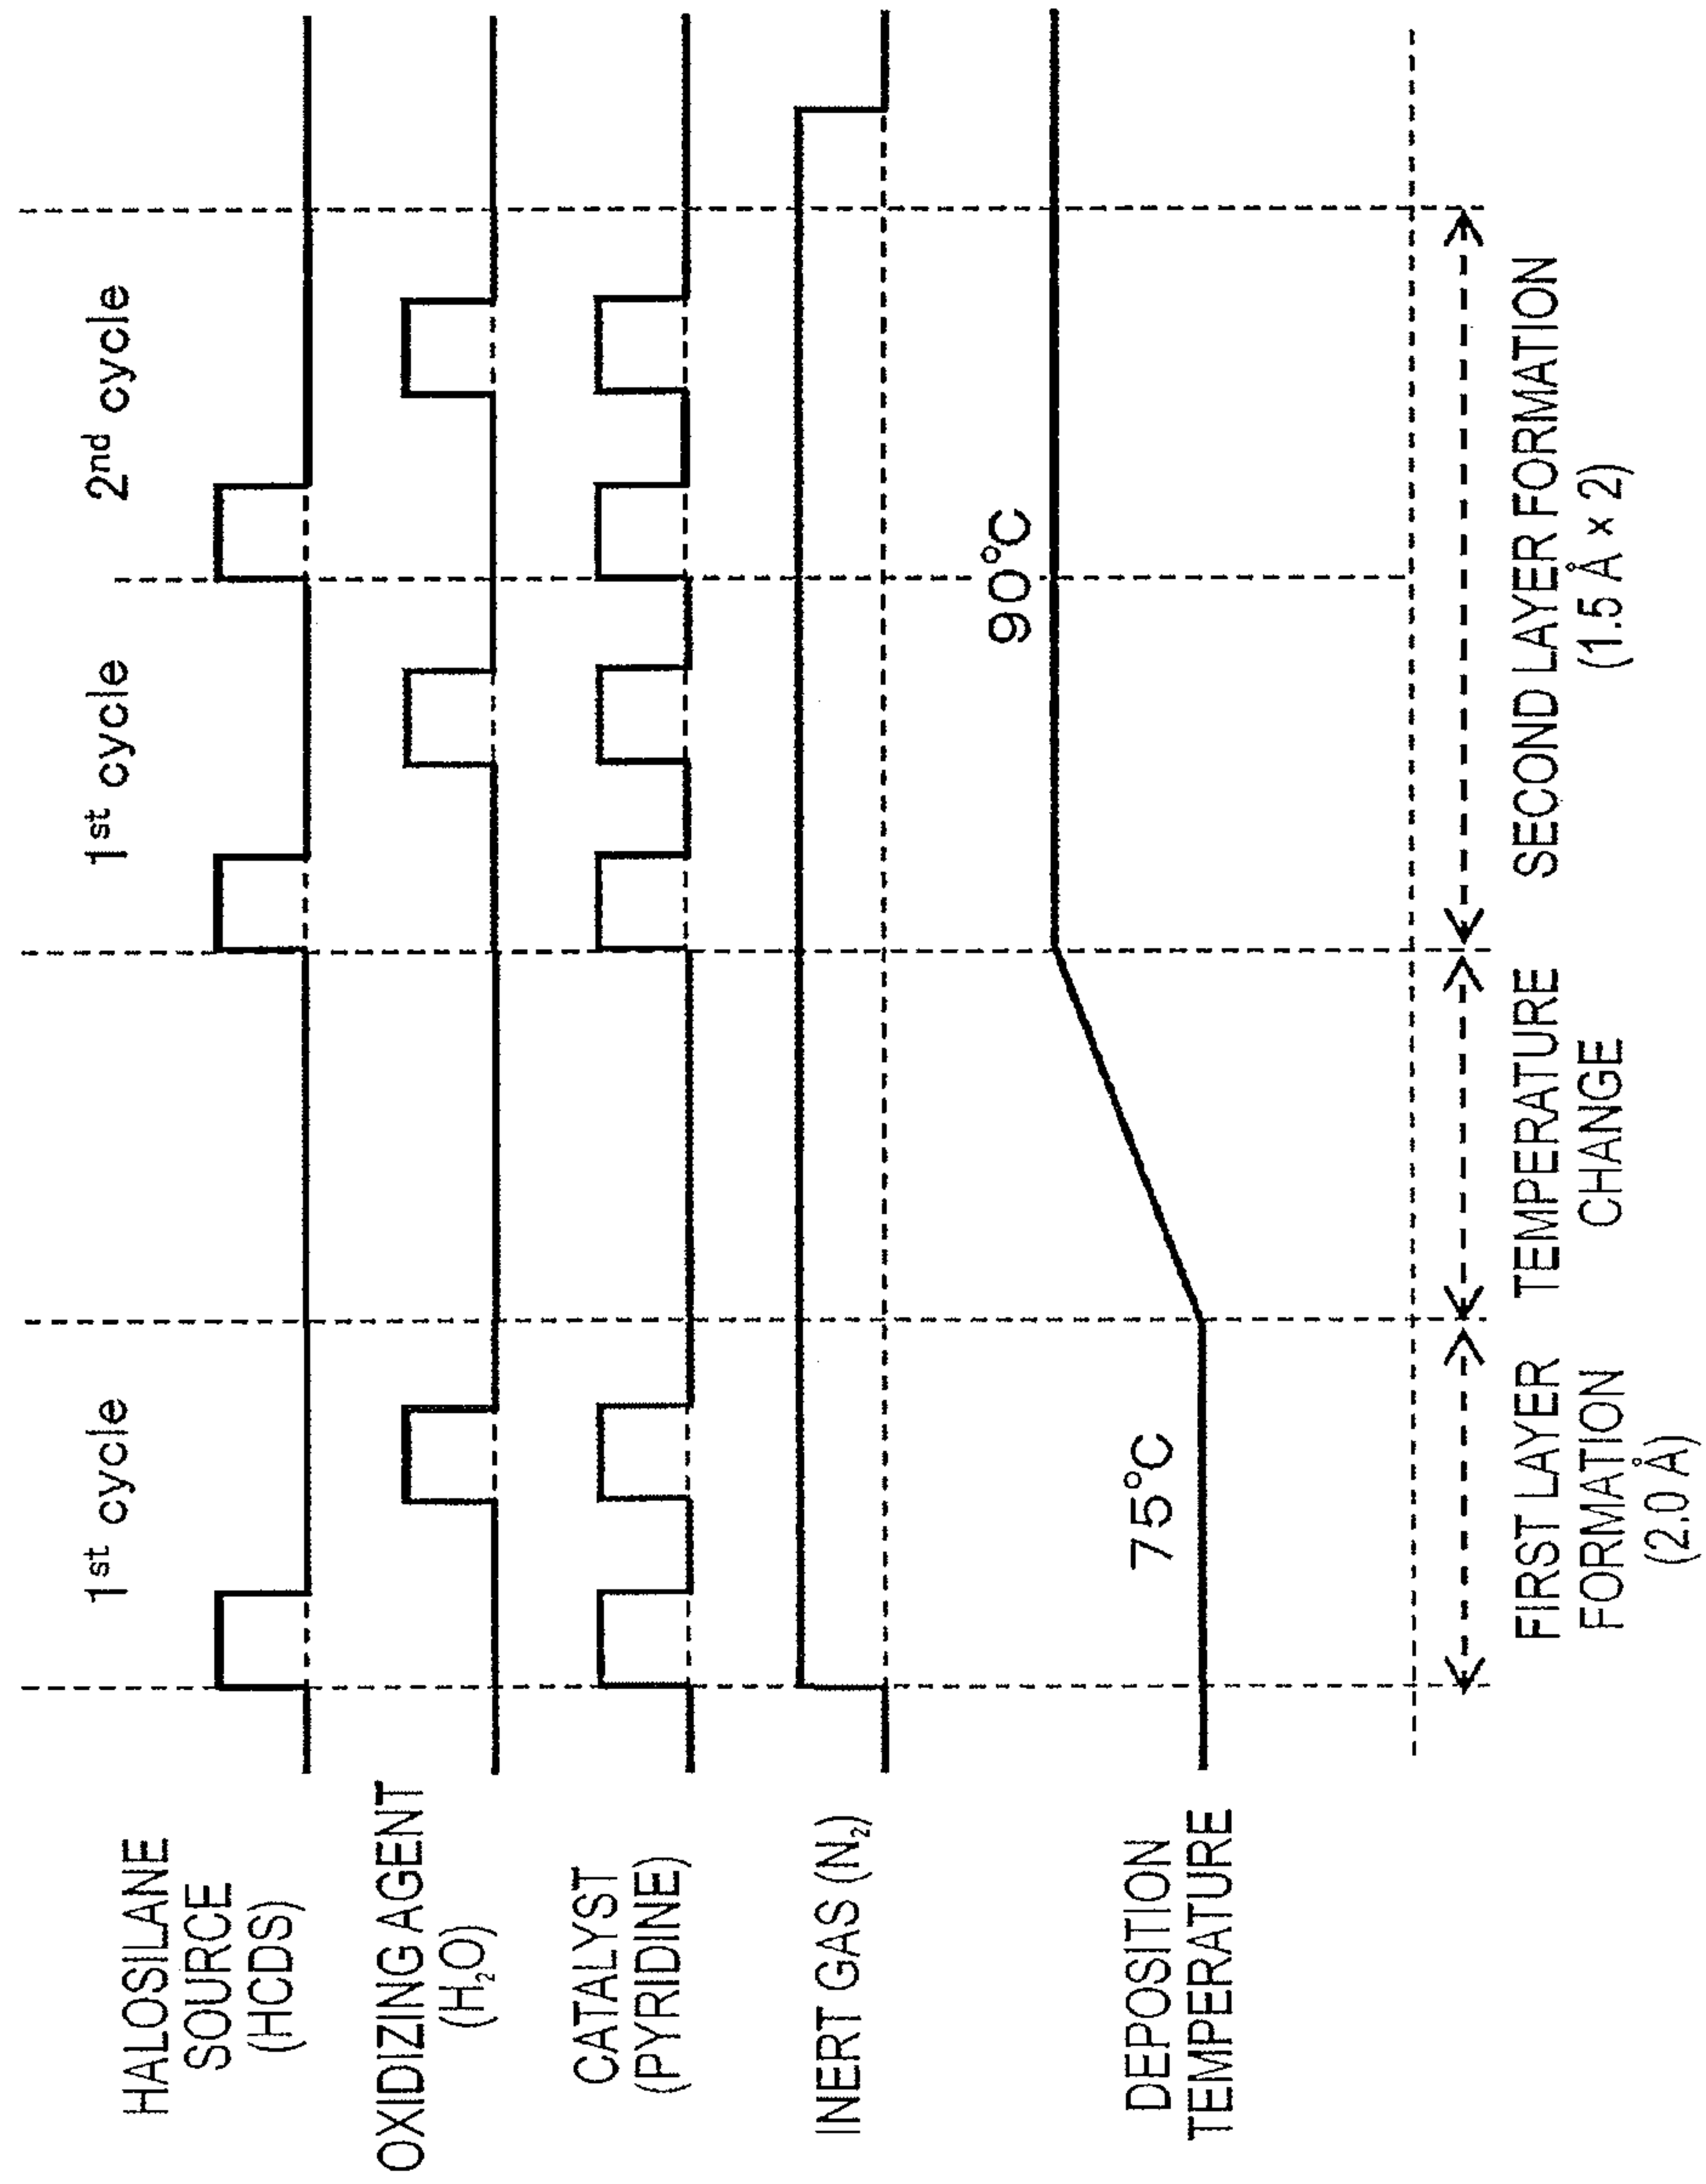 1st cycle
1st cycle
2nd cycle
HALOSILANE
SOURCE
(HCDS)
OXIDIZING AGENT
(H₂O)
CATALYST
(PYRIDINE)
INERT GAS (N₂)
DEPOSITION
TEMPERATURE
75°C
90°C
FIRST LAYER
FORMATION
(2.0 Å)
TEMPERATURE
CHANGE
SECOND LAYER FORMATION
(1.5 Å × 2)